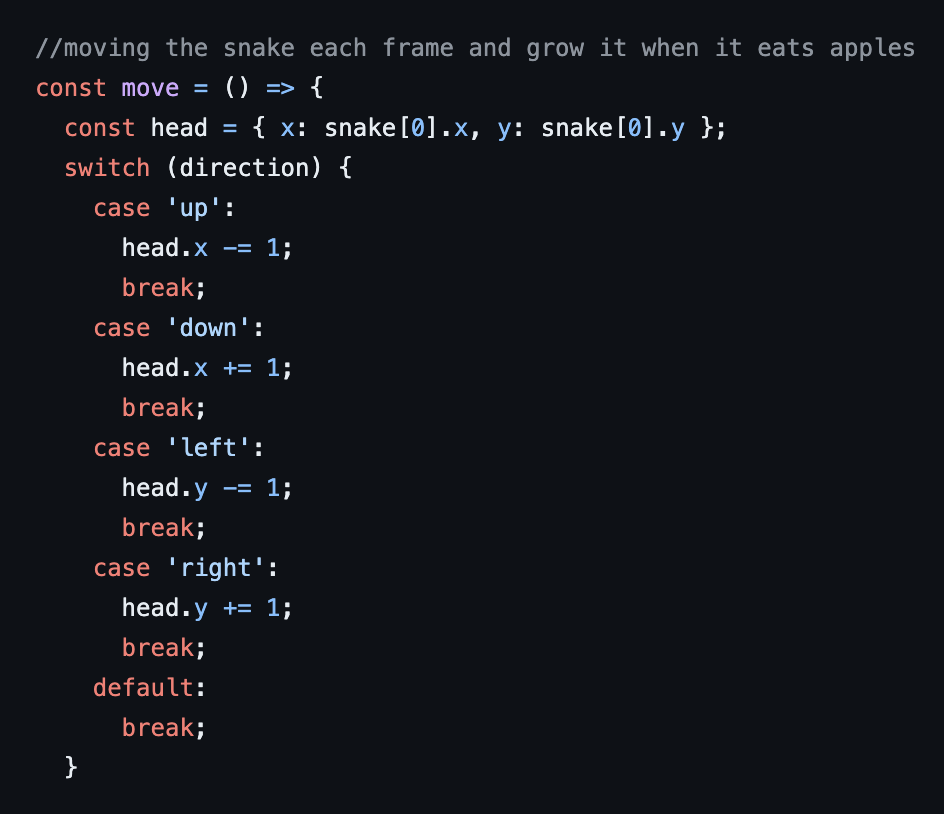 //moving the snake each frame and grow it when it eats apples
const move = () => {
  const head = { x: snake[0].x, y: snake[0].y };
  switch (direction) {
    case 'up':
      head.x -= 1;
      break;
    case 'down':
      head.x += 1;
      break;
    case 'left':
      head.y -= 1;
      break;
    case 'right':
      head.y += 1;
      break;
    default:
      break;
  }